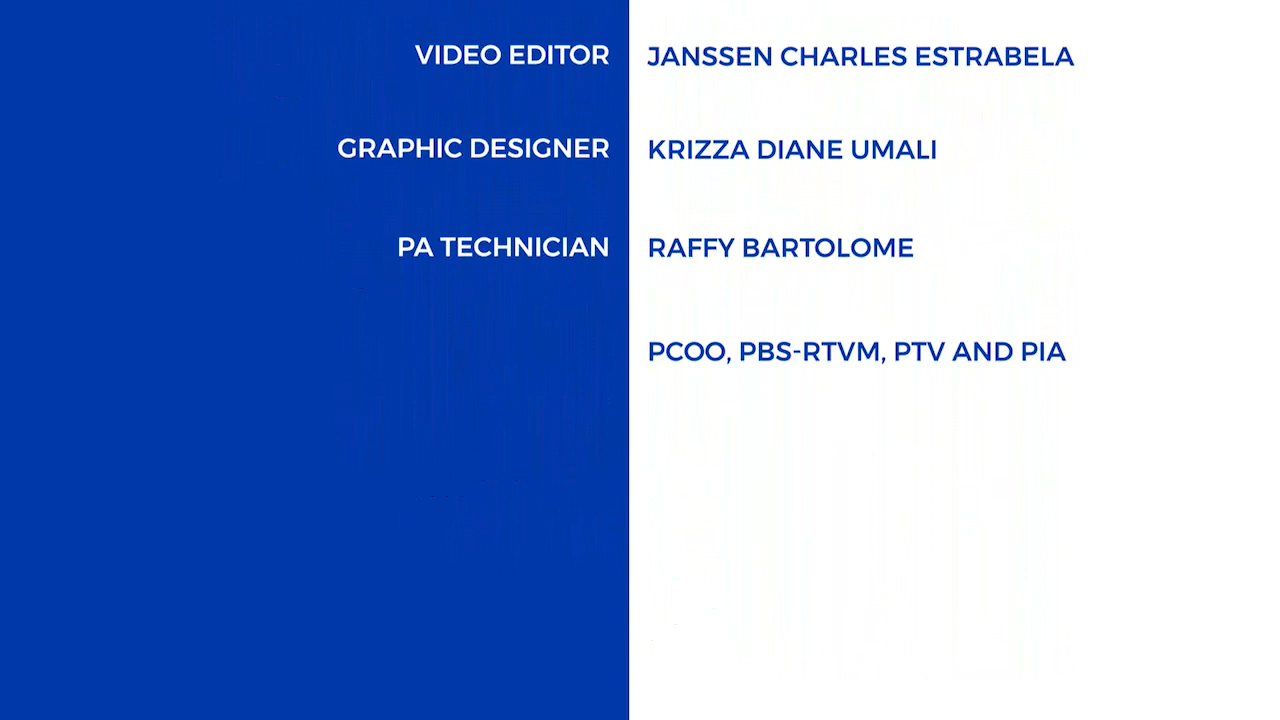 VIDEO EDITOR JANSSEN CHARLES ESTRABELA
GRAPHIC DESIGNER KRIZZA DIANE UMALI
PA TECHNICIAN RAFFY BARTOLOME
PCOO, PBS-RTVM, PTV AND PIA